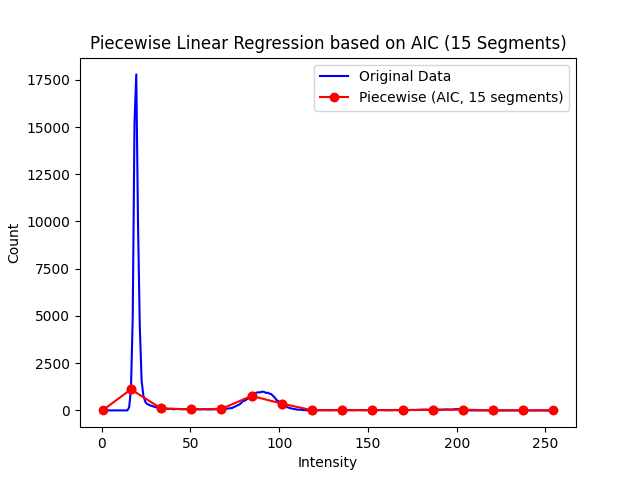 Piecewise Linear Regression based on AIC (15 Segments)
Original Data
Piecewise (AIC, 15 segments)
17500
15000
12500
10000
7500
5000
2500
0
Count
0 50 100 150 200 250
Intensity